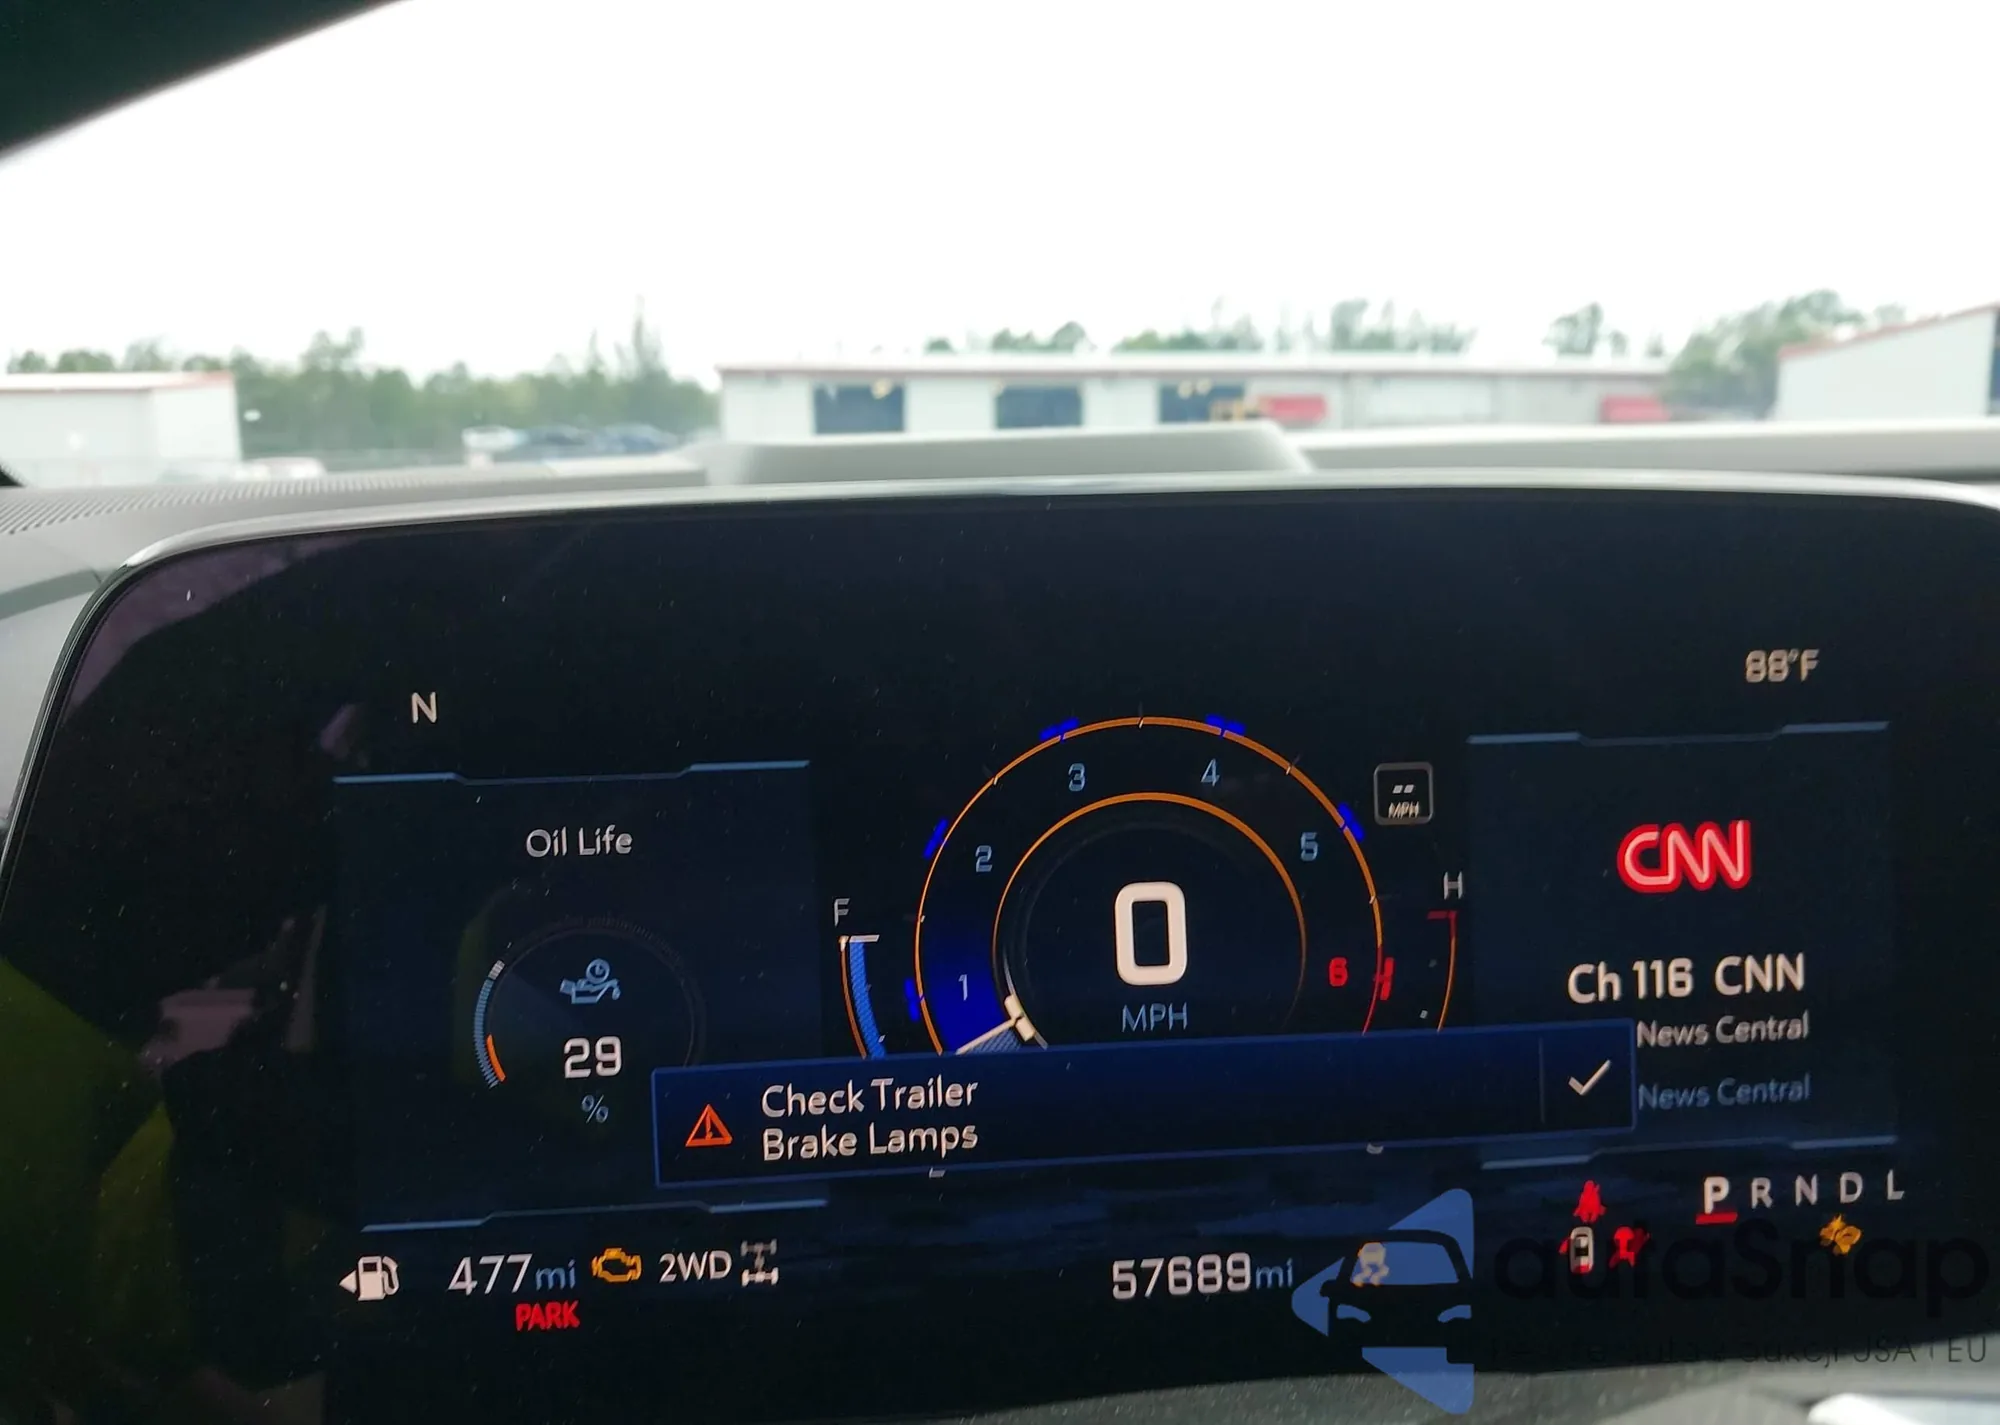 N
88°F
Oil Life
29
%
F
1
2
3
4
5
6
H
0
MPH
MPH
CNN
Ch 116 CNN
News Central
News Central
Check Trailer
Brake Lamps
P R N D L
477mi
2WD
PARK
57689mi
autaSnap